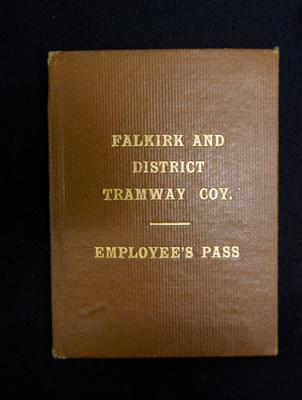 FALKIRK AND
DISTRICT
TRAMWAY COY.
EMPLOYEE'S PASS